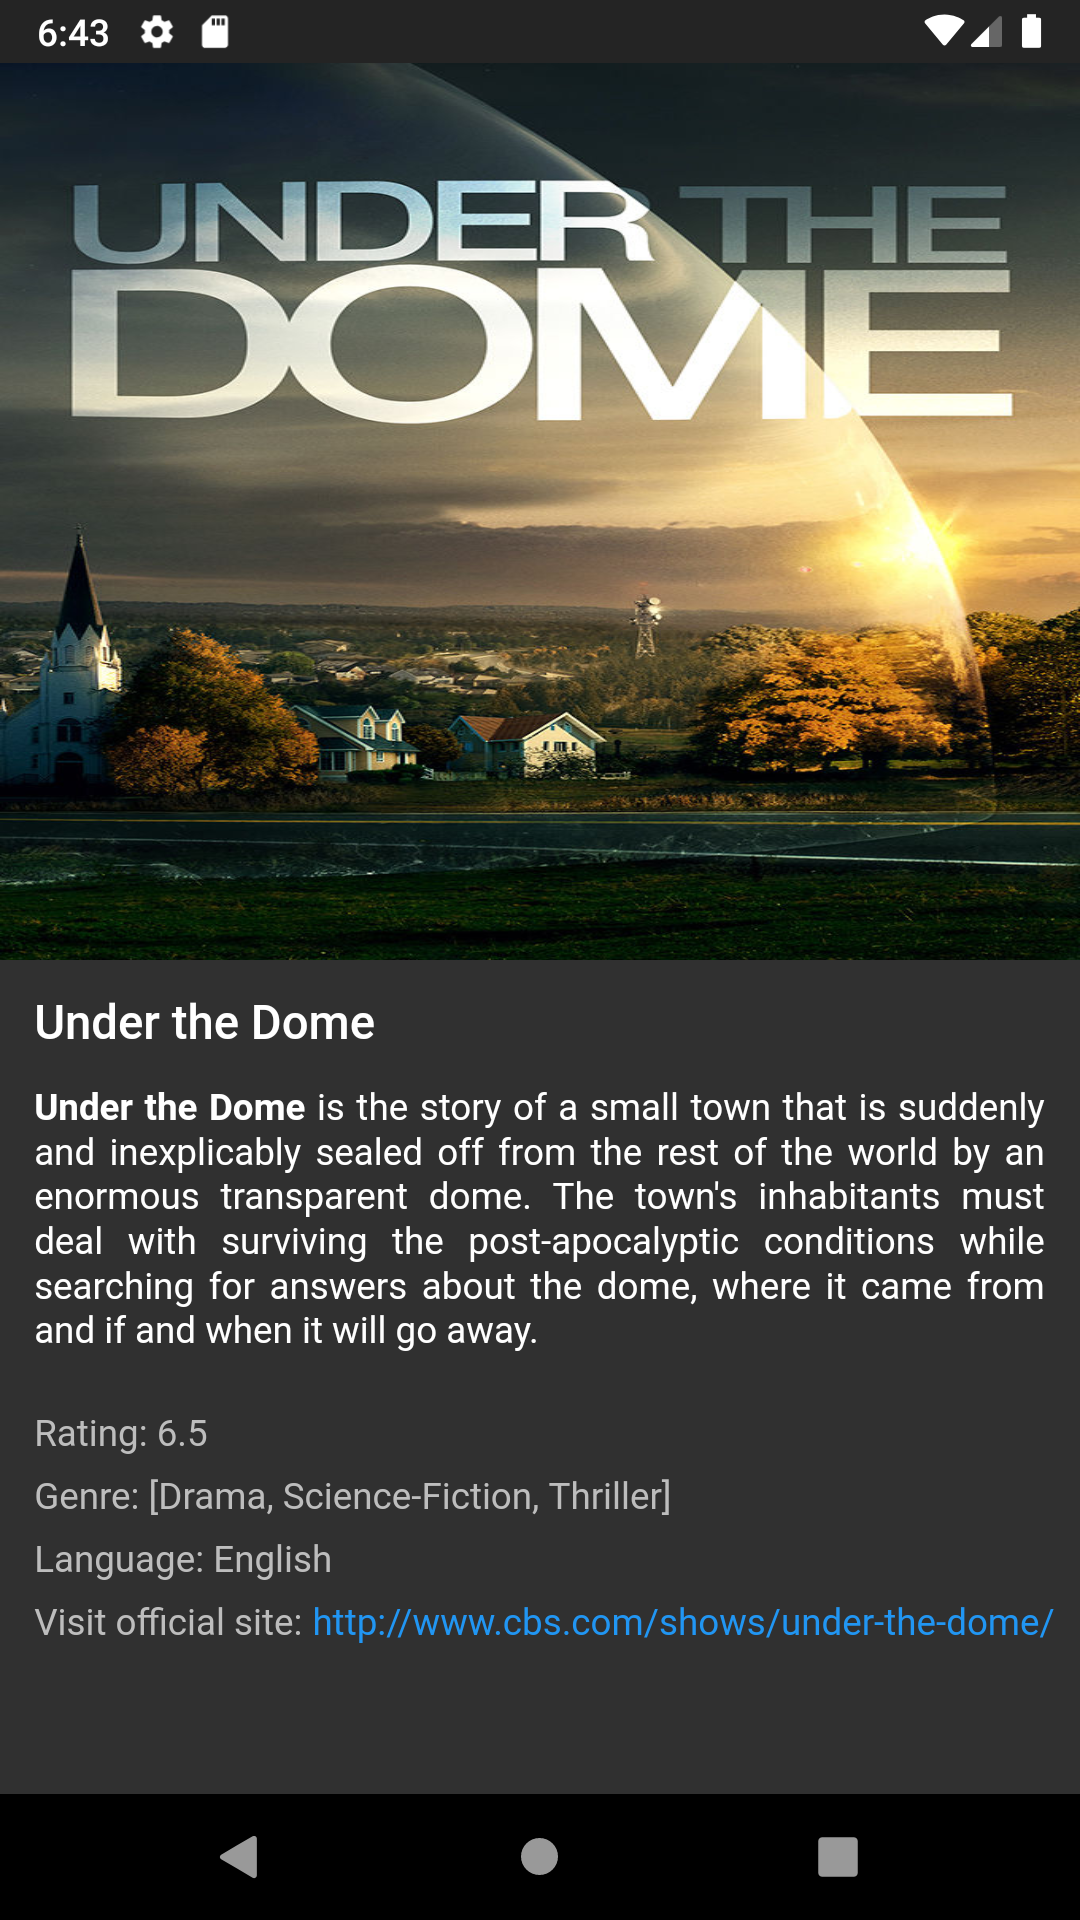 6:43
UNDER THE
DOME
Under the Dome
Under the Dome is the story of a small town that is suddenly
and inexplicably sealed off from the rest of the world by an
enormous transparent dome. The town's inhabitants must
deal with surviving the post-apocalyptic conditions while
searching for answers about the dome, where it came from
and if and when it will go away.
Rating: 6.5
Genre: [Drama, Science-Fiction, Thriller]
Language: English
Visit official site: http://www.cbs.com/shows/under-the-dome/